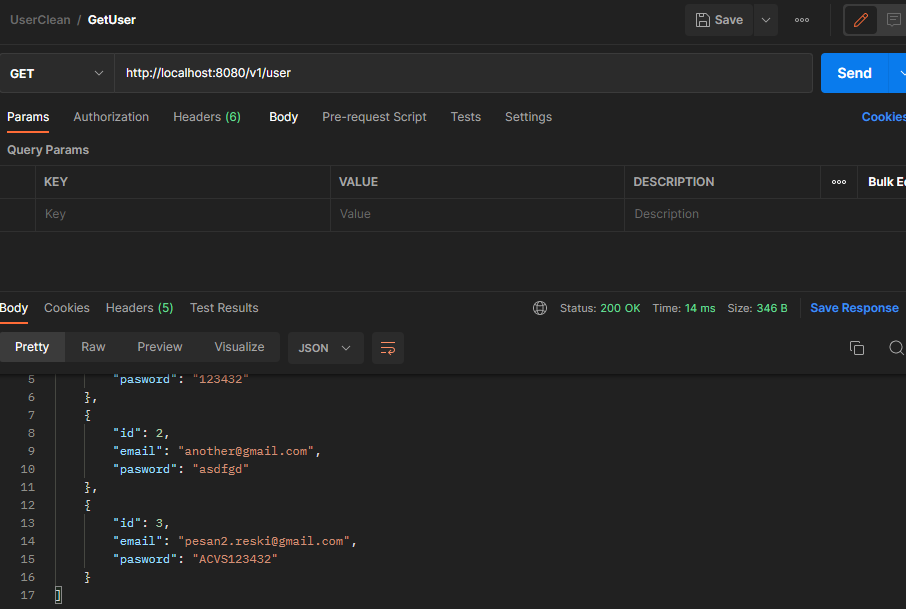 UserClean / GetUser Save
GET http://localhost:8080/v1/user Send
Params Authorization Headers (6) Body Pre-request Script Tests Settings Cookies
Query Params
KEY VALUE DESCRIPTION Bulk Ed
Key Value Description
Body Cookies Headers (5) Test Results Status: 200 OK Time: 14 ms Size: 346 B Save Response
Pretty Raw Preview Visualize JSON
5 "pasword": "123432"
6 },
7 {
8 "id": 2,
9 "email": "another@gmail.com",
10 "pasword": "asdfgd"
11 },
12 {
13 "id": 3,
14 "email": "pesan2.reski@gmail.com",
15 "pasword": "ACVS123432"
16 }
17 ]